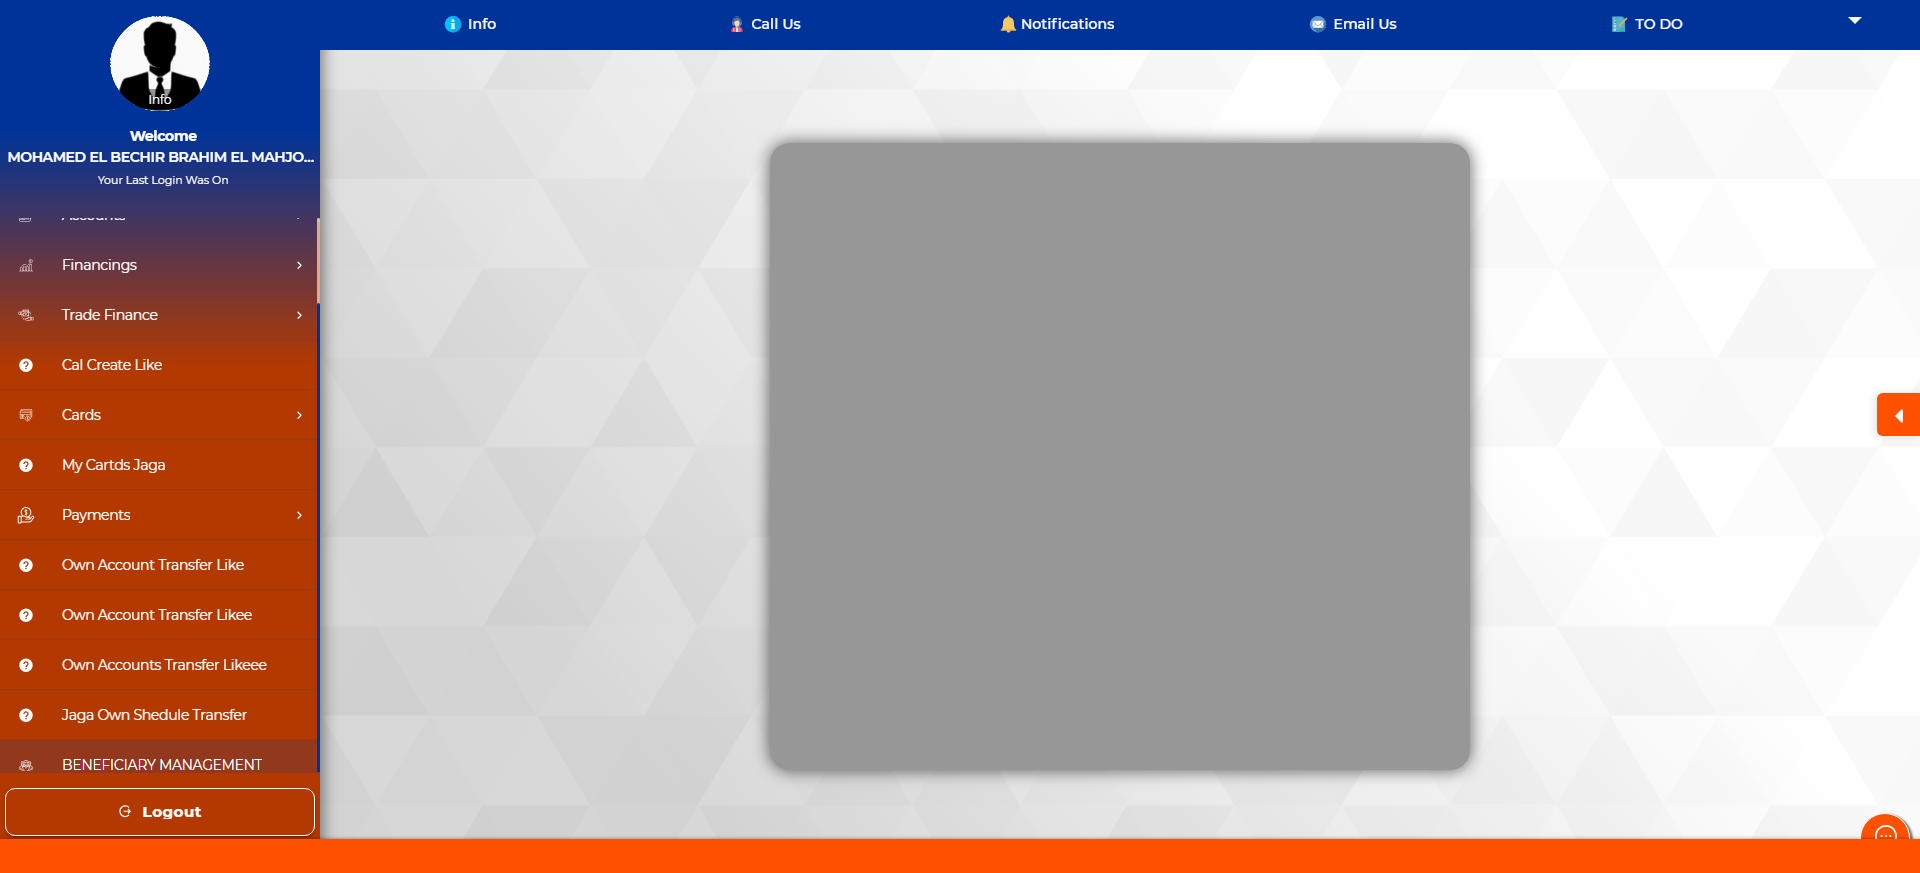 Info
Call Us
Notifications
Email Us
TO DO
Info
Welcome
MOHAMED EL BECHIR BRAHIM EL MAHJO...
Your Last Login Was On
Accounts
Financings
Trade Finance
Cal Create Like
Cards
My Cartds Jaga
Payments
Own Account Transfer Like
Own Account Transfer Likee
Own Accounts Transfer Likeee
Jaga Own Shedule Transfer
BENEFICIARY MANAGEMENT
Logout